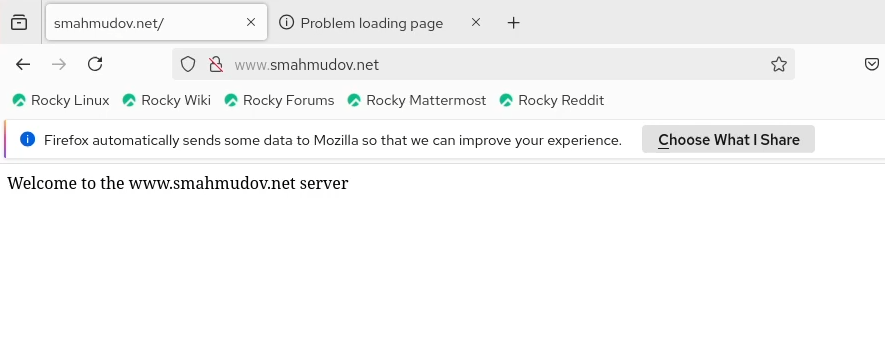 smahmudov.net/
Problem loading page
www.smahmudov.net
Rocky Linux Rocky Wiki Rocky Forums Rocky Mattermost Rocky Reddit
Firefox automatically sends some data to Mozilla so that we can improve your experience. Choose What I Share
Welcome to the www.smahmudov.net server